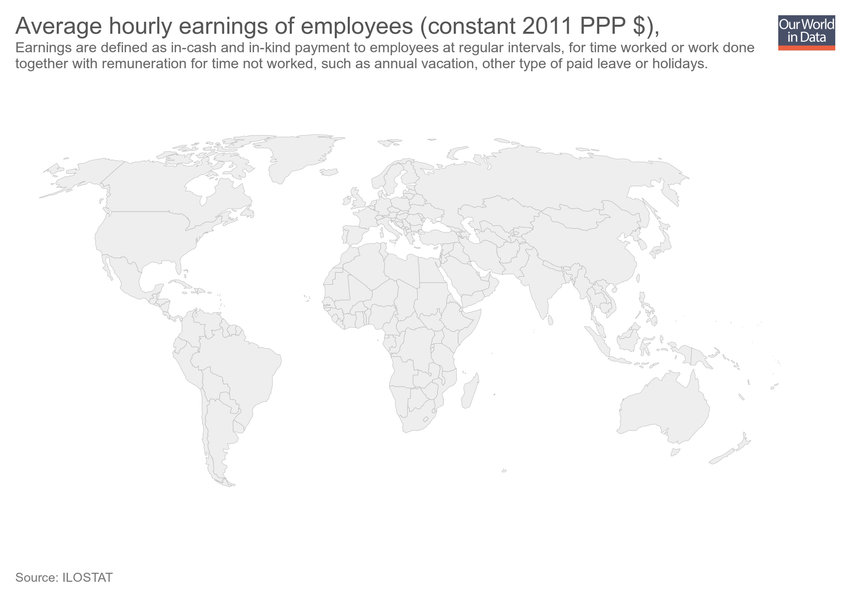 Average hourly earnings of employees (constant 2011 PPP $),
Our World
in Data
Earnings are defined as in-cash and in-kind payment to employees at regular intervals, for time worked or work done
together with remuneration for time not worked, such as annual vacation, other type of paid leave or holidays.
Source: ILOSTAT